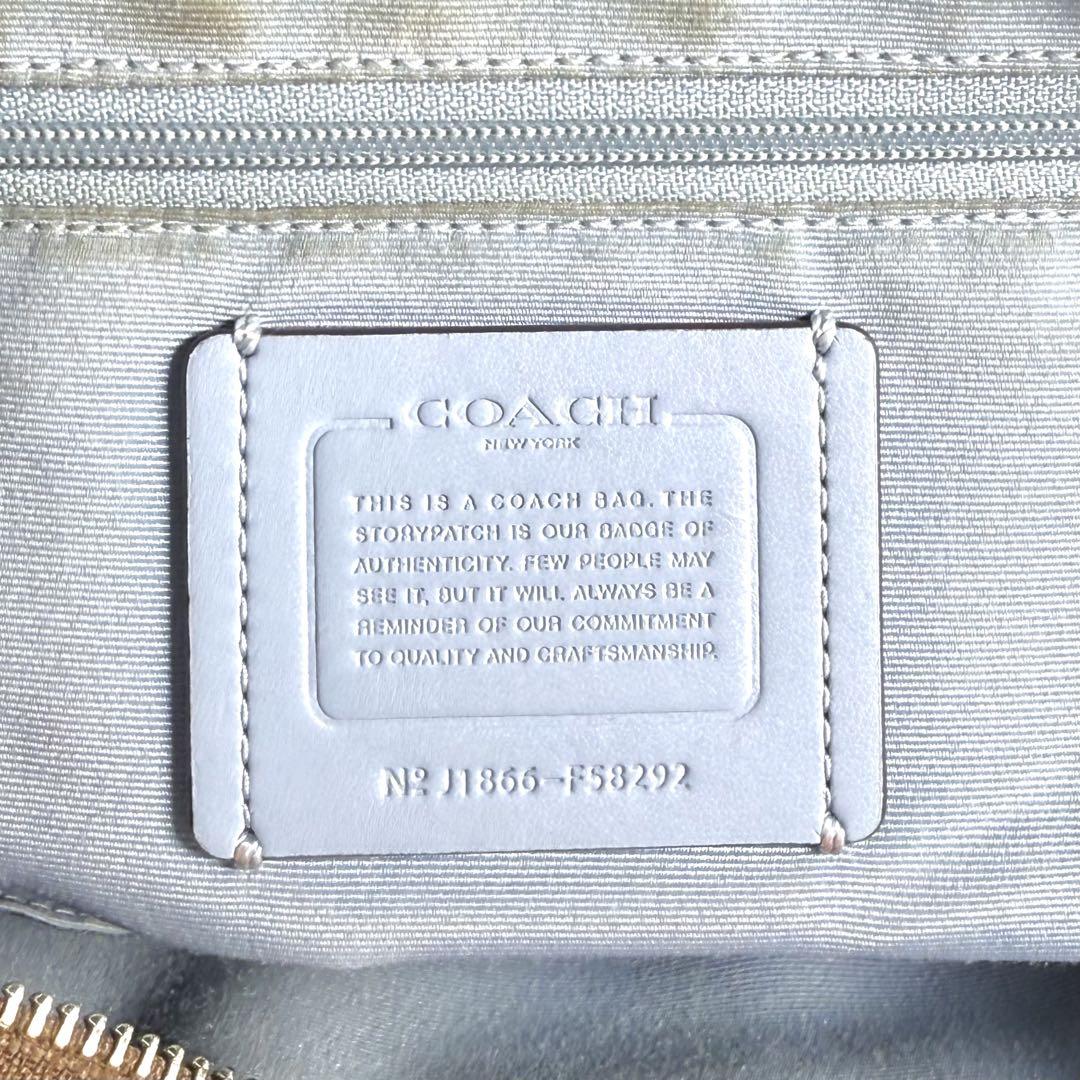 COACH
NEW YORK
THIS IS A COACH BAG. THE
STORYPATCH IS OUR BADGE OF
AUTHENTICITY. FEW PEOPLE MAY
SEE IT, BUT IT WILL ALWAYS BE A
REMINDER OF OUR COMMITMENT
TO QUALITY AND CRAFTSMANSHIP.
Nº J1866-F58292